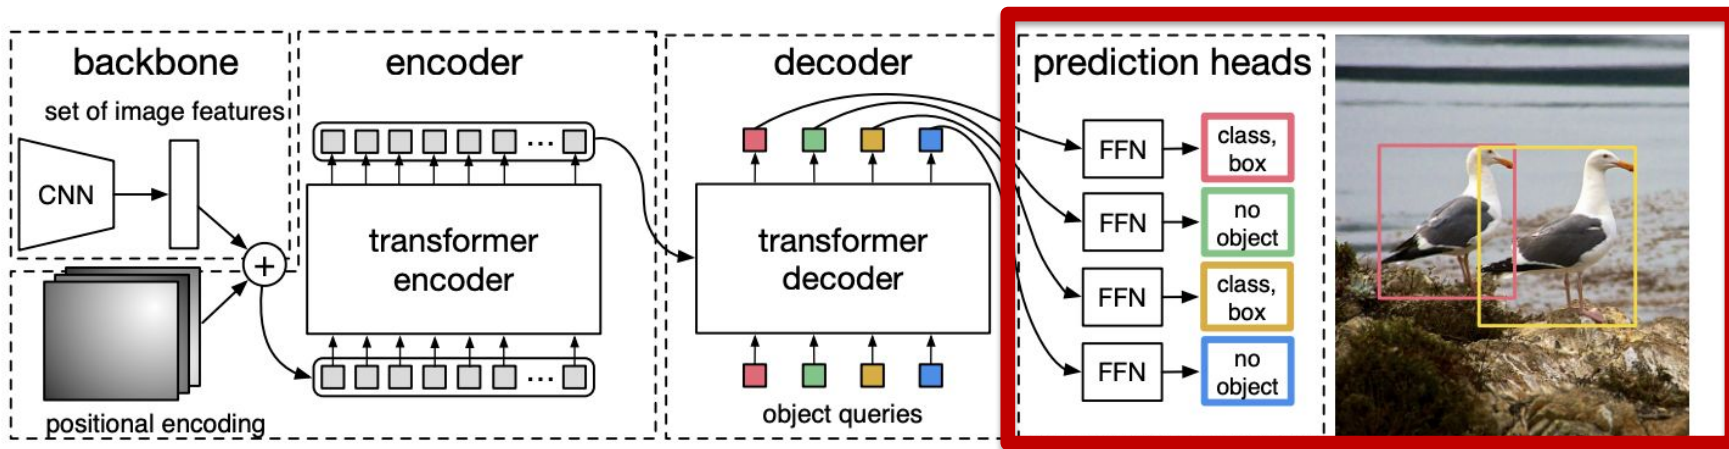 backbone
set of image features
CNN
+
positional encoding
encoder
...
transformer
encoder
...
decoder
transformer
decoder
object queries
prediction heads
FFN
class,
box
FFN
no
object
FFN
class,
box
FFN
no
object